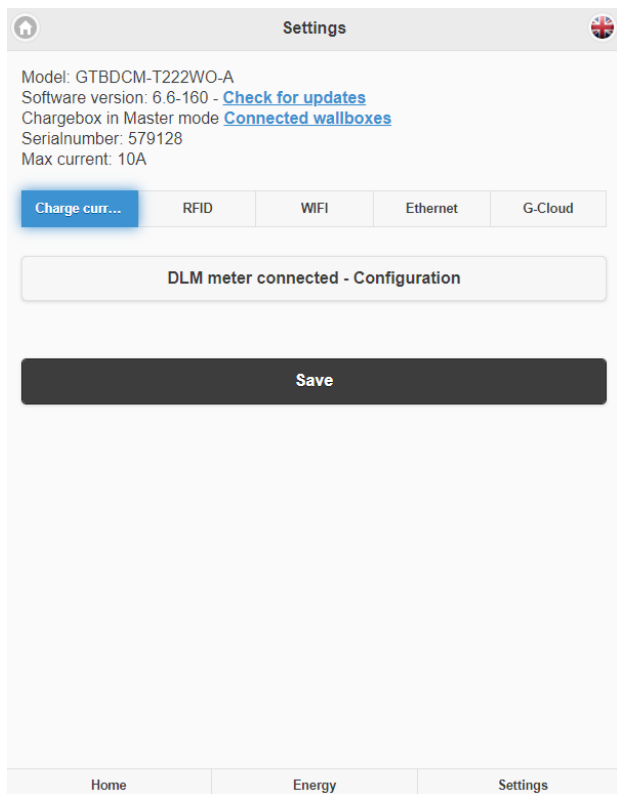 Settings
Model: GTBDCM-T222WO-A
Software version: 6.6-160 - Check for updates
Chargebox in Master mode Connected wallboxes
Serialnumber: 579128
Max current: 10A
Charge curr... RFID WIFI Ethernet G-Cloud
DLM meter connected - Configuration
Save
Home Energy Settings